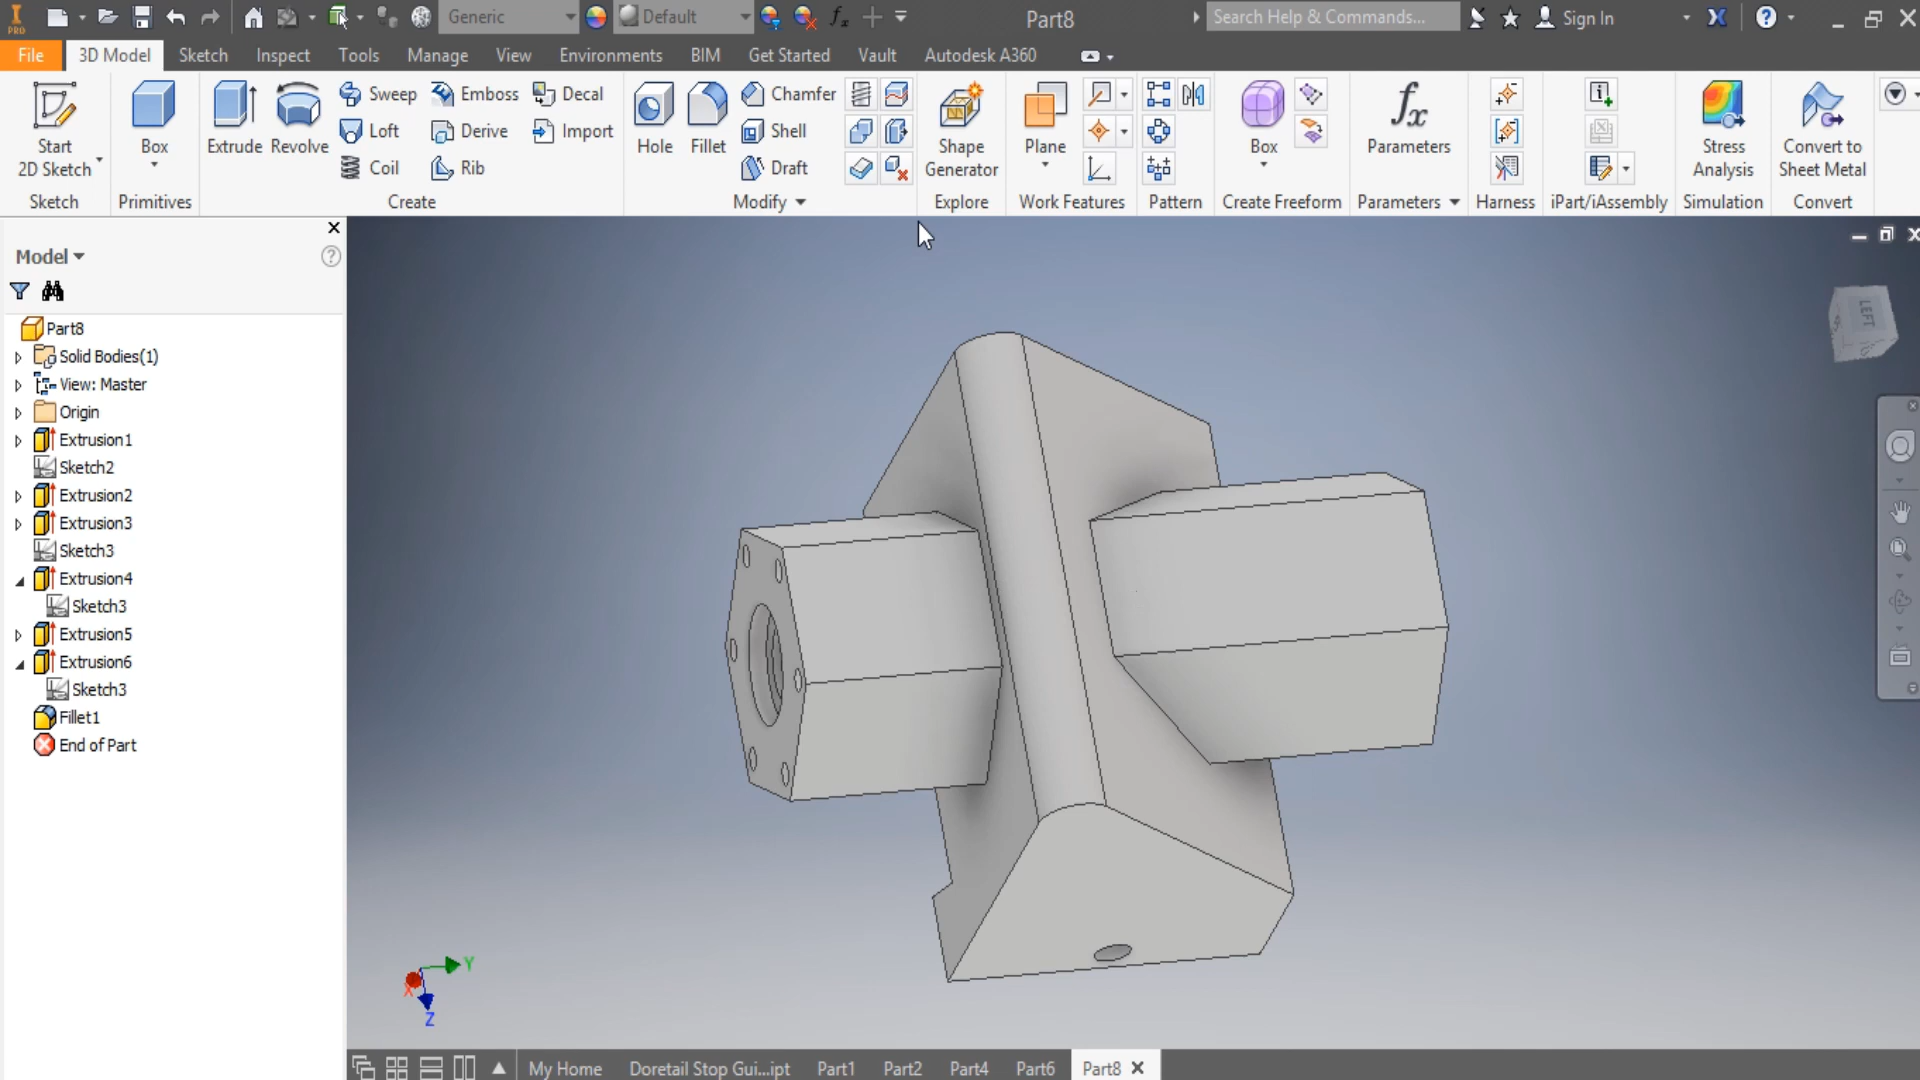 PRO
Generic
Default
Part8
Search Help & Commands...
Sign In
File
3D Model
Sketch
Inspect
Tools
Manage
View
Environments
BIM
Get Started
Vault
Autodesk A360
Start
2D Sketch
Box
Extrude
Revolve
Sweep
Emboss
Decal
Loft
Derive
Import
Coil
Rib
Hole
Fillet
Chamfer
Shell
Draft
Shape
Generator
Plane
Box
fx
Parameters
Stress
Analysis
Convert to
Sheet Metal
Sketch
Primitives
Create
Modify
Explore
Work Features
Pattern
Create Freeform
Parameters
Harness
iPart/iAssembly
Simulation
Convert
Model
Part8
Solid Bodies(1)
View: Master
Origin
Extrusion1
Sketch2
Extrusion2
Extrusion3
Sketch3
Extrusion4
Sketch3
Extrusion5
Extrusion6
Sketch3
Fillet1
End of Part
LEFT
Y
X
Z
My Home
Doretail Stop Gui...ipt
Part1
Part2
Part4
Part6
Part8